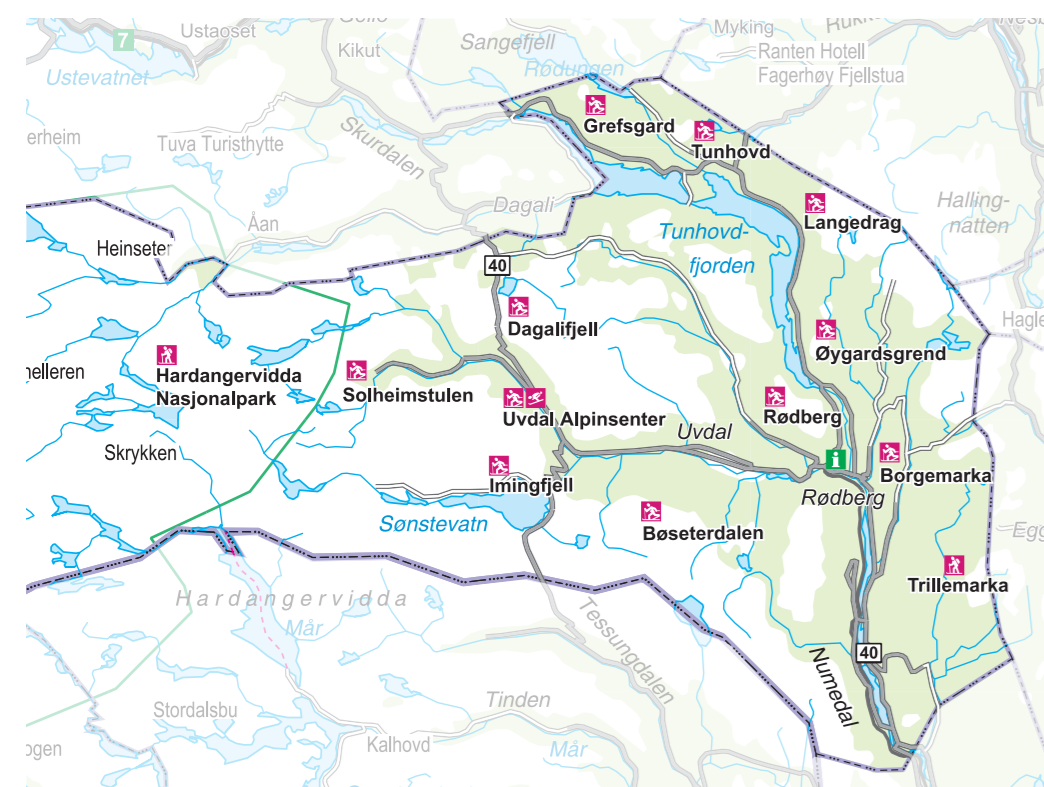 Ustaoset
7
Kikut
Sangefjell
Myking
Ustevatnet
Rødungen
Ranten Hotell
Fagerhøy Fjellstua
Grefsgard
Skurdalen
Tuva Turisthytte
Tunhovd
erheim
Dagali
Halling-
natten
Langedrag
Åan
Tunhovd-
fjorden
Heinseter
40
Dagalifjell
Hagle
Øygardsgrend
nelleren
Hardangervidda
Nasjonalpark
Solheimstulen
Uvdal Alpinsenter
Rødberg
Uvdal
Skrykken
i
Borgemarka
Imingfjell
Rødberg
Sønstevatn
Bøseterdalen
Egg
Trillemarka
Hardangervidda
Mår
Tessungdalen
40
Numedal
Tinden
Stordalsbu
Kalhovd
Mår
ogen